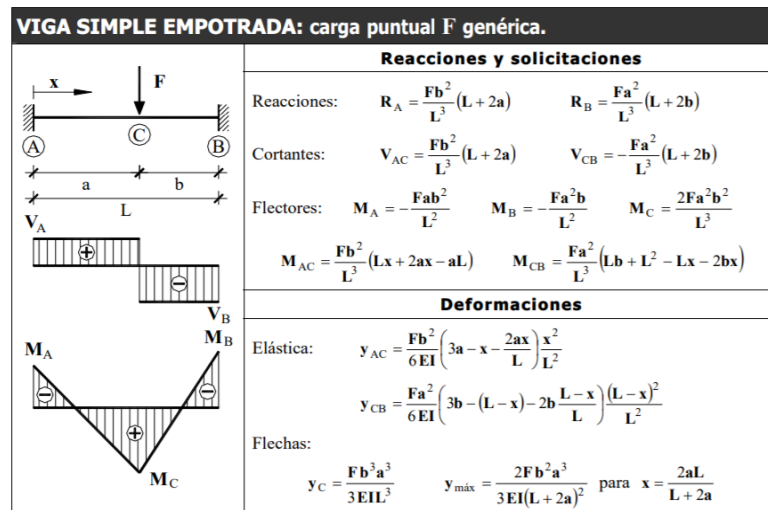 VIGA SIMPLE EMPOTRADA: carga puntual F genérica.
x
F
A
C
B
a
b
L
V_A
+
−
V_B
M_A
M_B
−
−
+
M_C
Reacciones y solicitaciones
Reacciones: R_A = Fb²/L³ (L + 2a) R_B = Fa²/L³ (L + 2b)
Cortantes: V_AC = Fb²/L³ (L + 2a) V_CB = −Fa²/L³ (L + 2b)
Flectores: M_A = −Fab²/L² M_B = −Fa²b/L² M_C = 2Fa²b²/L³
M_AC = Fb²/L³ (Lx + 2ax − aL) M_CB = Fa²/L³ (Lb + L² − Lx − 2bx)
Deformaciones
Elástica: y_AC = Fb²/6EI (3a − x − 2ax/L) x²/L²
y_CB = Fa²/6EI (3b − (L − x) − 2b (L − x)/L) (L − x)²/L²
Flechas:
y_C = Fb³a³/3EIL³ y_máx = 2Fb²a³/3EI(L + 2a)² para x = 2aL/L + 2a